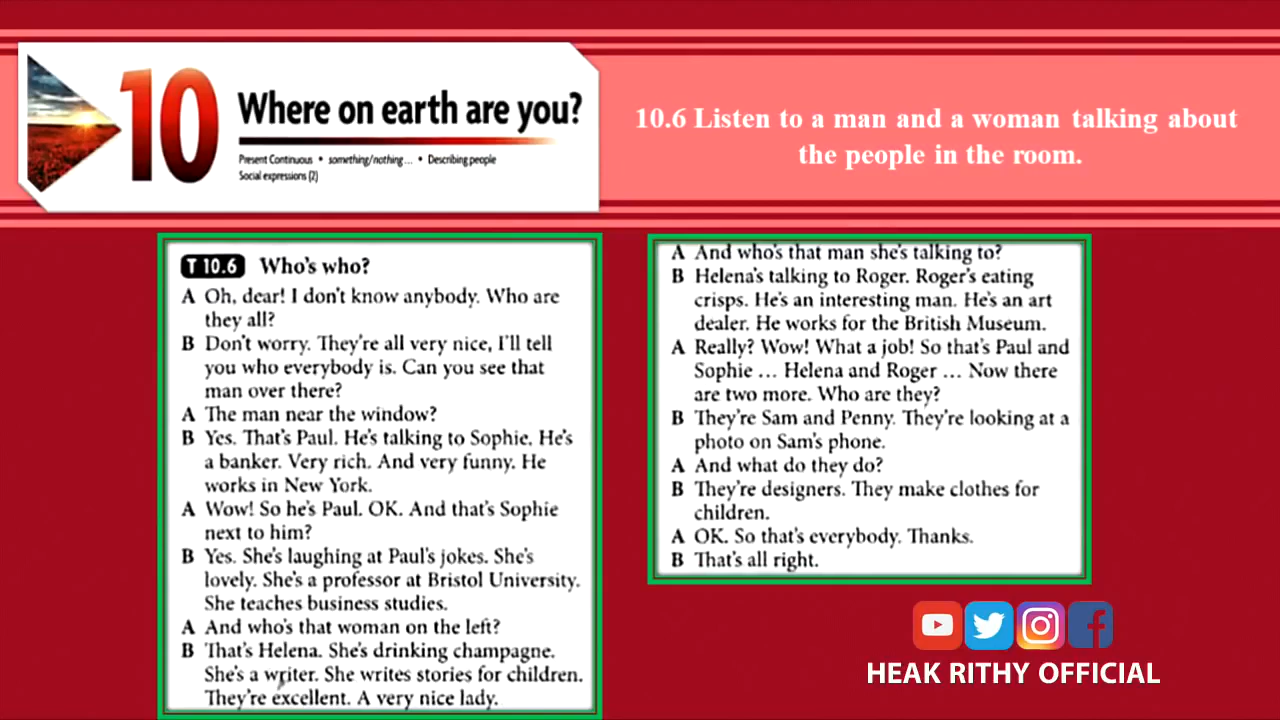 10 Where on earth are you?
Present Continuous • something/nothing ... • Describing people
Social expressions (2)
10.6 Listen to a man and a woman talking about
the people in the room.
T 10.6 Who's who?
A Oh, dear! I don't know anybody. Who are
they all?
B Don't worry. They're all very nice, I'll tell
you who everybody is. Can you see that
man over there?
A The man near the window?
B Yes. That's Paul. He's talking to Sophie. He's
a banker. Very rich. And very funny. He
works in New York.
A Wow! So he's Paul. OK. And that's Sophie
next to him?
B Yes. She's laughing at Paul's jokes. She's
lovely. She's a professor at Bristol University.
She teaches business studies.
A And who's that woman on the left?
B That's Helena. She's drinking champagne.
She's a writer. She writes stories for children.
They're excellent. A very nice lady.
A And who's that man she's talking to?
B Helena's talking to Roger. Roger's eating
crisps. He's an interesting man. He's an art
dealer. He works for the British Museum.
A Really? Wow! What a job! So that's Paul and
Sophie ... Helena and Roger ... Now there
are two more. Who are they?
B They're Sam and Penny. They're looking at a
photo on Sam's phone.
A And what do they do?
B They're designers. They make clothes for
children.
A OK. So that's everybody. Thanks.
B That's all right.
HEAK RITHY OFFICIAL